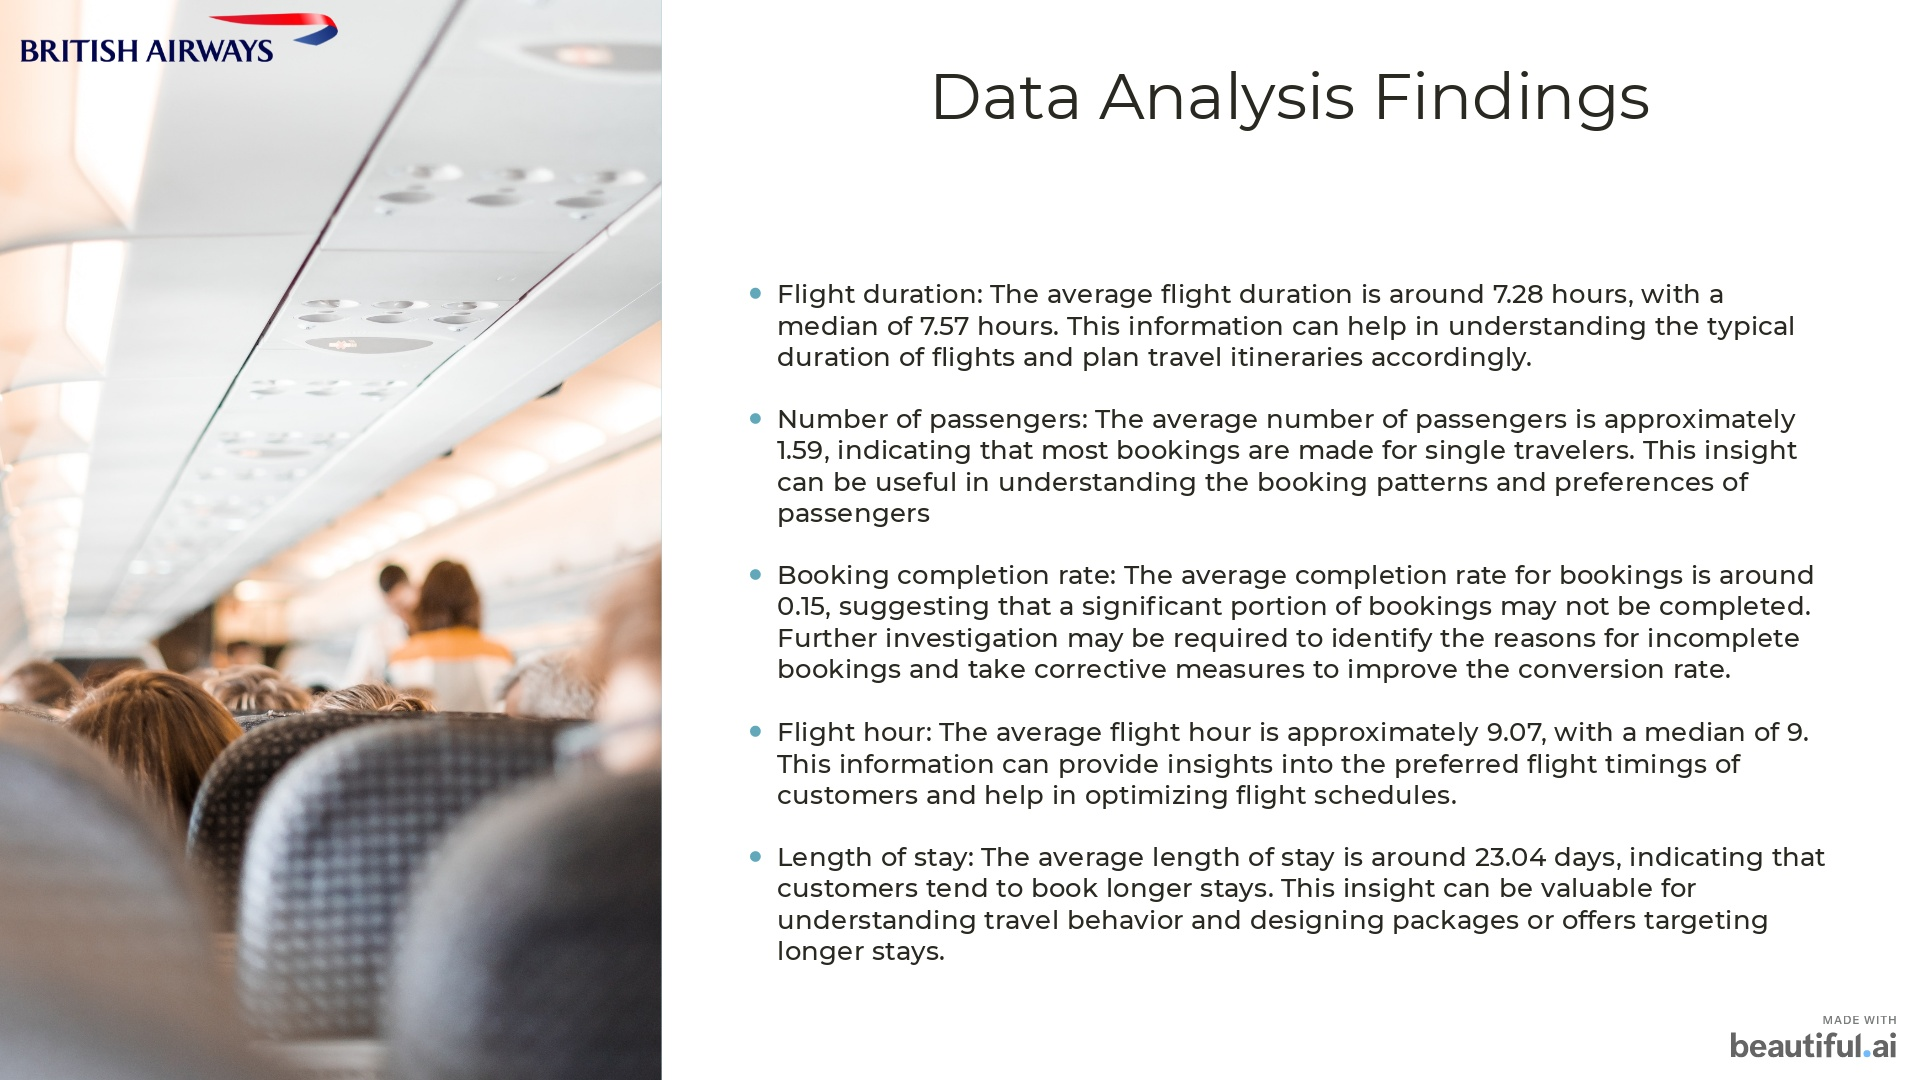 BRITISH AIRWAYS
Data Analysis Findings
Flight duration: The average flight duration is around 7.28 hours, with a
median of 7.57 hours. This information can help in understanding the typical
duration of flights and plan travel itineraries accordingly.
Number of passengers: The average number of passengers is approximately
1.59, indicating that most bookings are made for single travelers. This insight
can be useful in understanding the booking patterns and preferences of
passengers
Booking completion rate: The average completion rate for bookings is around
0.15, suggesting that a significant portion of bookings may not be completed.
Further investigation may be required to identify the reasons for incomplete
bookings and take corrective measures to improve the conversion rate.
Flight hour: The average flight hour is approximately 9.07, with a median of 9.
This information can provide insights into the preferred flight timings of
customers and help in optimizing flight schedules.
Length of stay: The average length of stay is around 23.04 days, indicating that
customers tend to book longer stays. This insight can be valuable for
understanding travel behavior and designing packages or offers targeting
longer stays.
MADE WITH
beautiful.ai